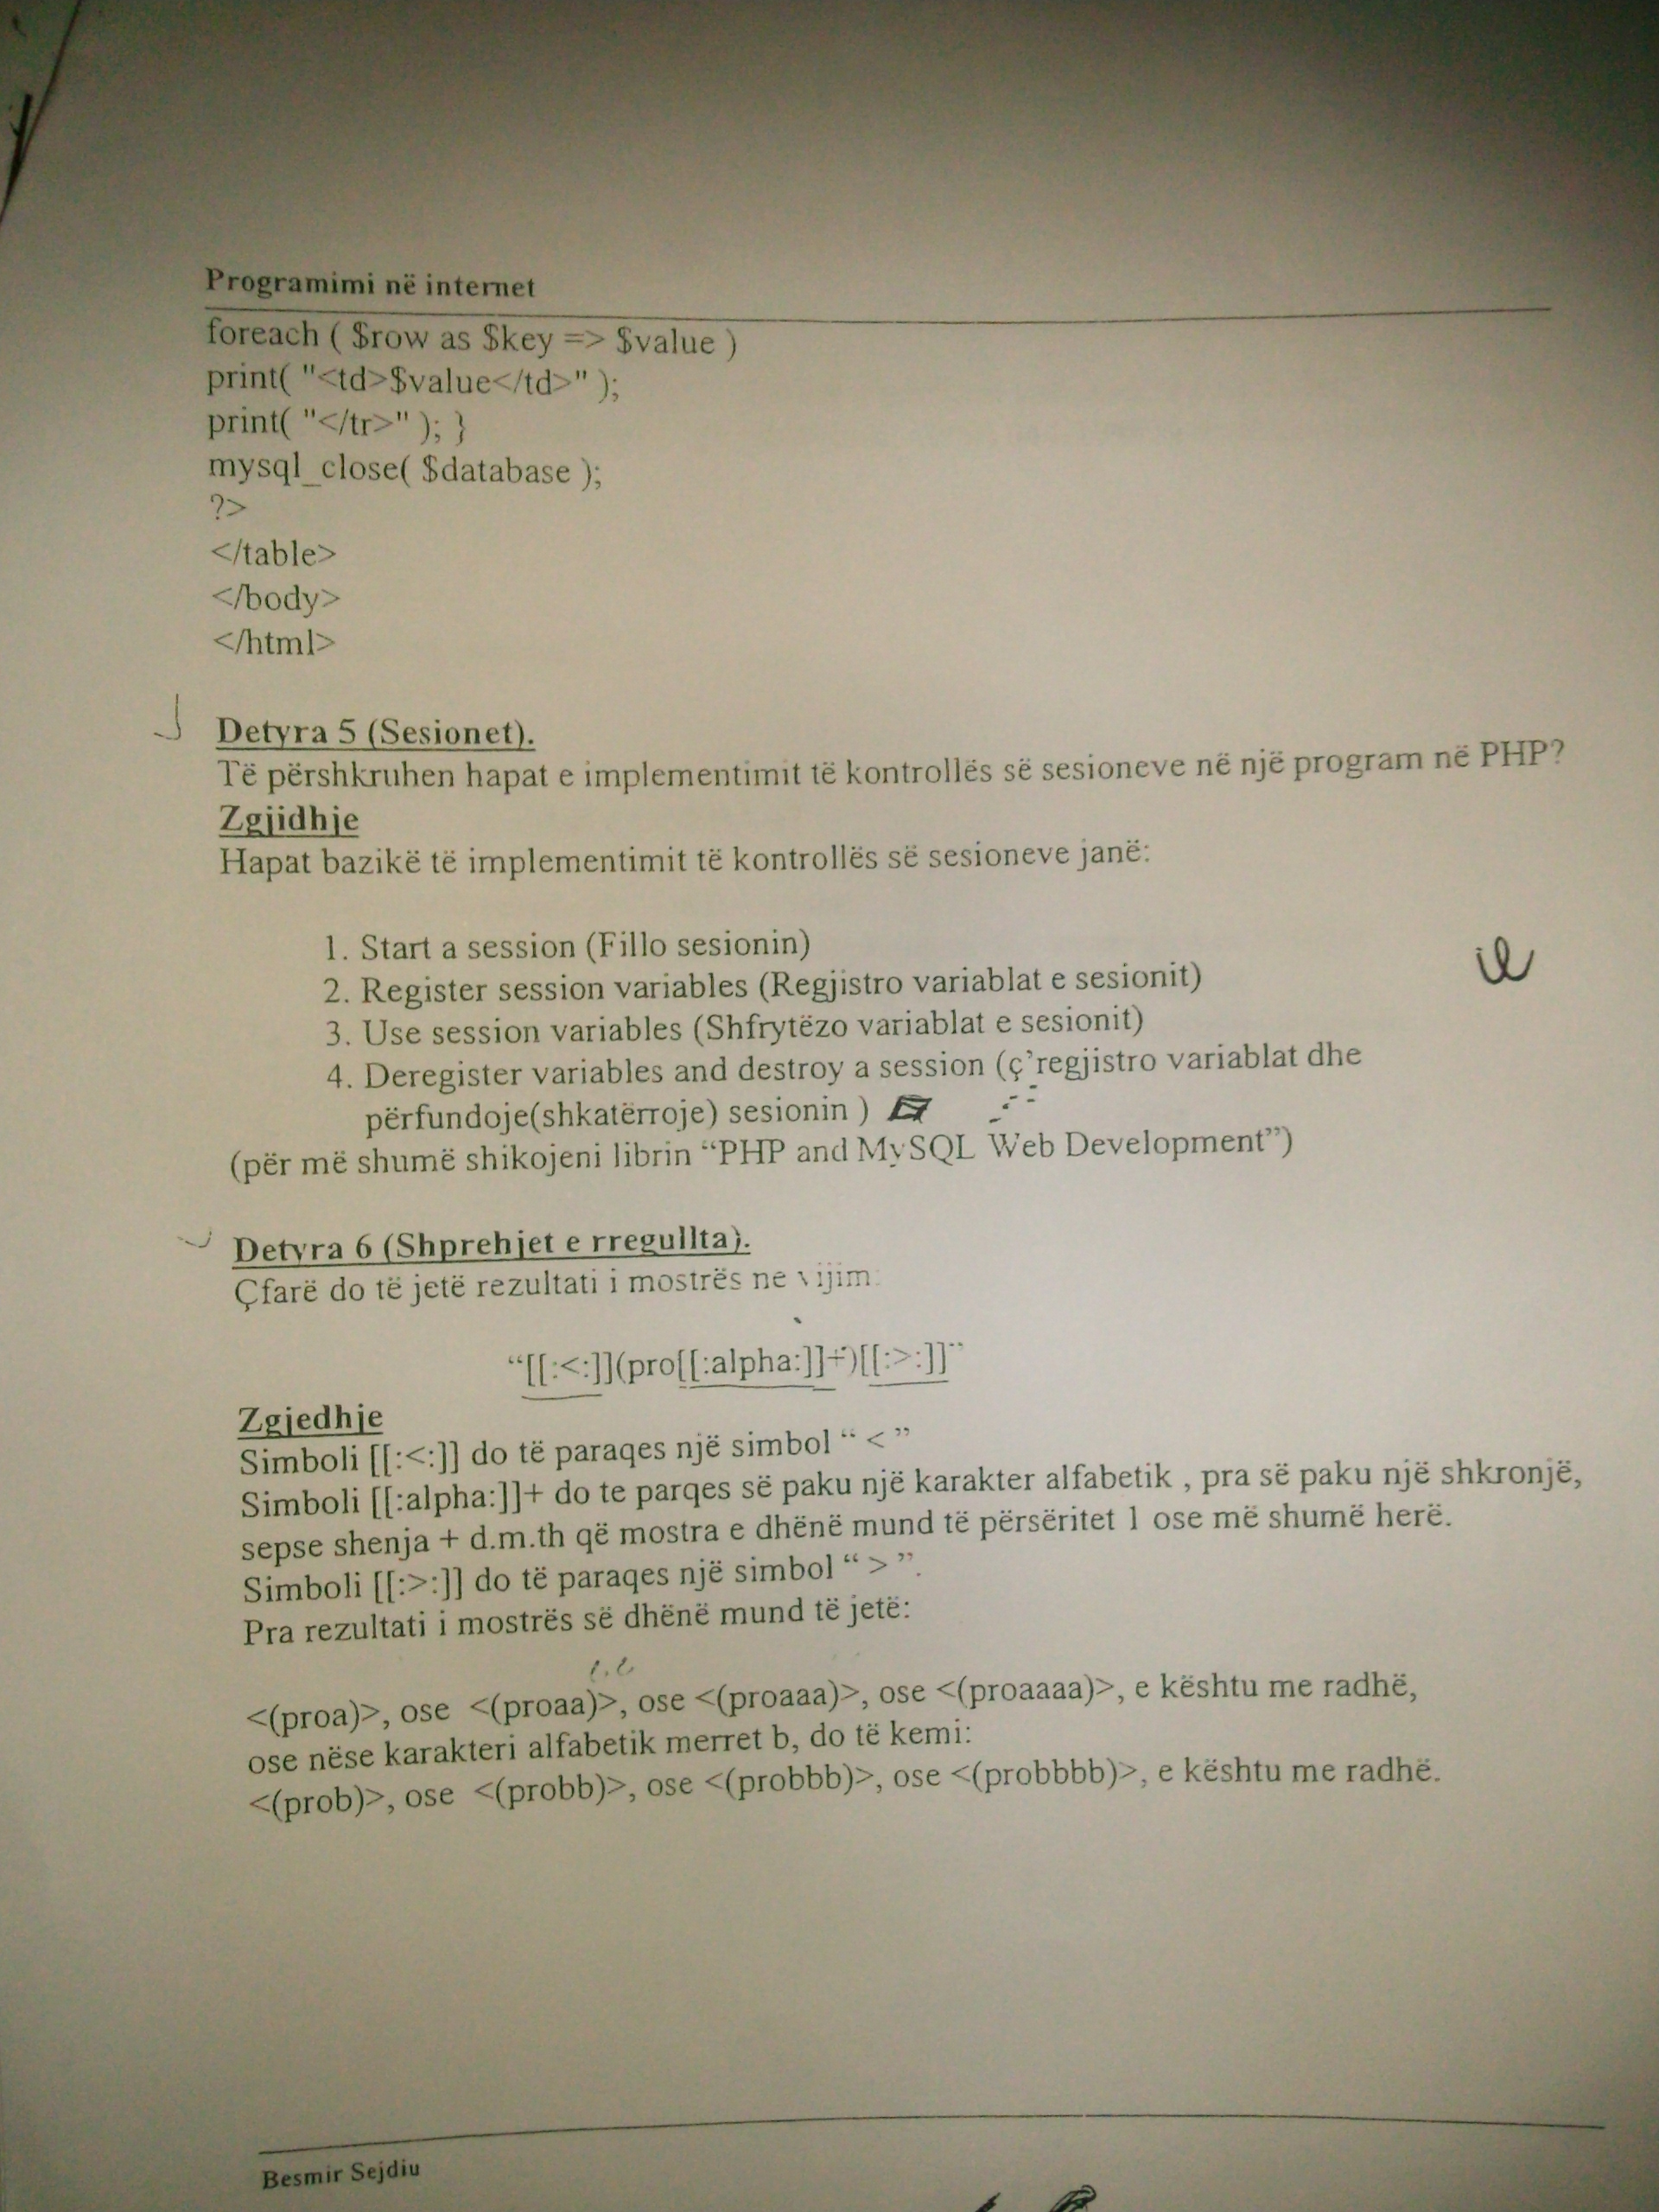 Programimi në internet
foreach ( $row as $key => $value )
print( "<td>$value</td>" );
print( "</tr>" ); }
mysql_close( $database );
?>
</table>
</body>
</html>
Detyra 5 (Sesionet).
Të përshkruhen hapat e implementimit të kontrollës së sesioneve në një program në PHP?
Zgjidhje
Hapat bazikë të implementimit të kontrollës së sesioneve janë:
1. Start a session (Fillo sesionin)
2. Register session variables (Regjistro variablat e sesionit)
3. Use session variables (Shfrytëzo variablat e sesionit)
4. Deregister variables and destroy a session (ç’regjistro variablat dhe
përfundoje(shkatërroje) sesionin )
(për më shumë shikojeni librin “PHP and MySQL Web Development”)
Detyra 6 (Shprehjet e rregullta).
Çfarë do të jetë rezultati i mostrës ne vijim:
“[[:<:]](pro[[:alpha:]]+)[[:>:]]”
Zgjedhje
Simboli [[:<:]] do të paraqes një simbol “ < ”
Simboli [[:alpha:]]+ do te parqes së paku një karakter alfabetik , pra së paku një shkronjë,
sepse shenja + d.m.th që mostra e dhënë mund të përsëritet 1 ose më shumë herë.
Simboli [[:>:]] do të paraqes një simbol “ > ”.
Pra rezultati i mostrës së dhënë mund të jetë:
<(proa)>, ose <(proaa)>, ose <(proaaa)>, ose <(proaaaa)>, e kështu me radhë,
ose nëse karakteri alfabetik merret b, do të kemi:
<(prob)>, ose <(probb)>, ose <(probbb)>, ose <(probbbb)>, e kështu me radhë.
Besmir Sejdiu